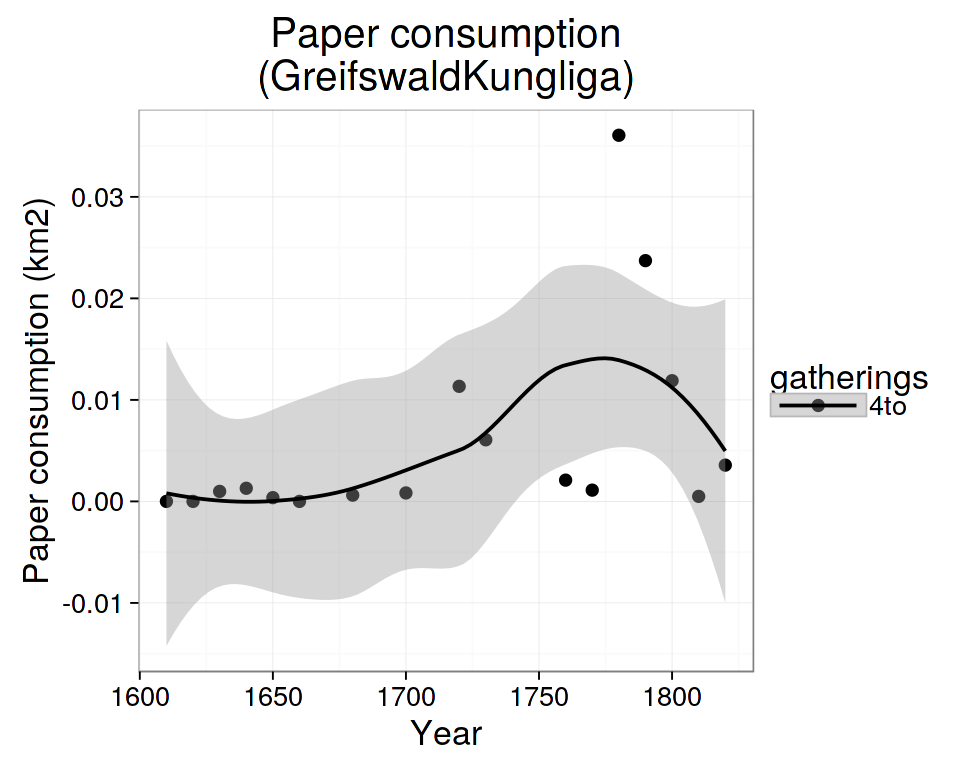 Paper consumption
(GreifswaldKungliga)
Paper consumption (km2)
0.03
0.02
0.01
0.00
-0.01
1600 1650 1700 1750 1800
Year
gatherings
4to